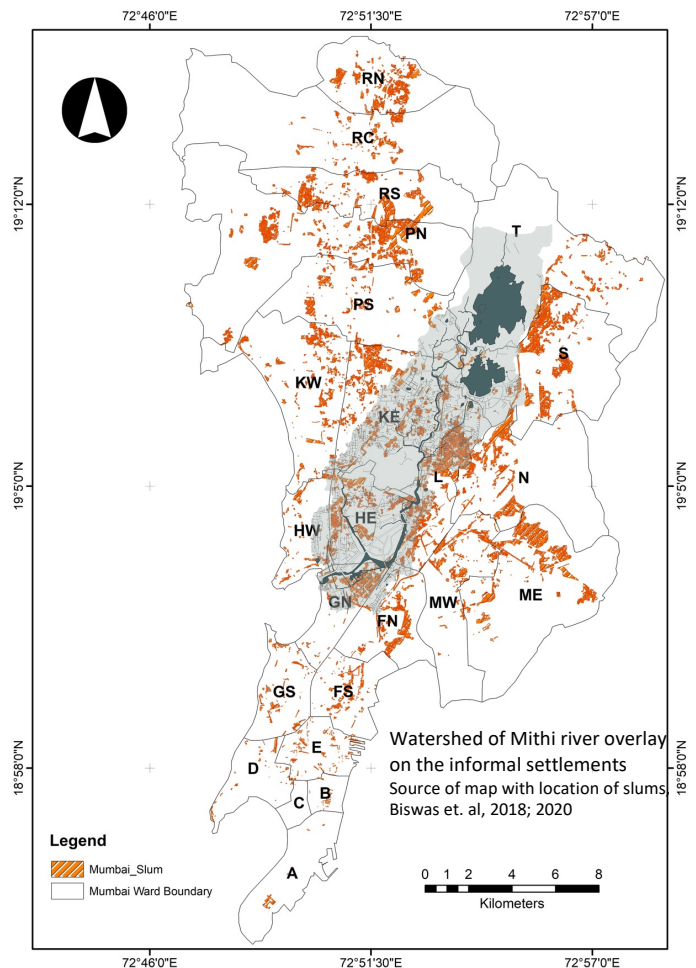 72°46'0"E 72°51'30"E 72°57'0"E
RN
RC
RS
19°12'0"N 19°12'0"N
PN
T
PS
S
KW
KE
L
N
19°5'0"N 19°5'0"N
HE
HW
GN
MW
ME
FN
GS
FS
E
D
18°58'0"N 18°58'0"N
B
C
A
Watershed of Mithi river overlay
on the informal settlements
Source of map with location of slums,
Biswas et. al, 2018; 2020
Legend
Mumbai_Slum
Mumbai Ward Boundary
0 1 2 4 6 8
Kilometers
72°46'0"E 72°51'30"E 72°57'0"E